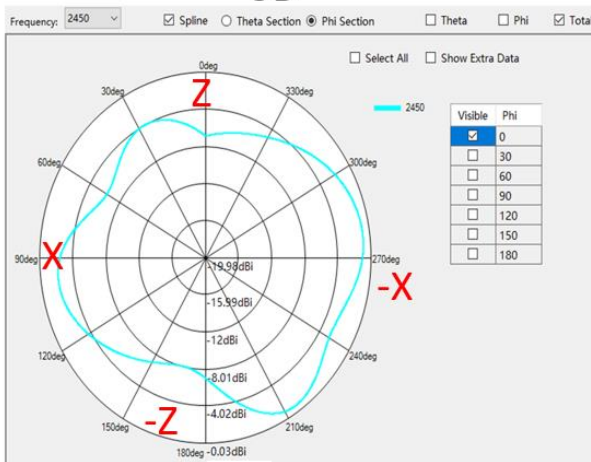 Frequency: 2450 Spline Theta Section Phi Section Theta Phi Total
Select All Show Extra Data
0deg
Z
30deg
330deg
2450
Visible Phi
0
30
60
90
120
150
180
60deg
300deg
X
90deg
270deg
-19.98dBi
-X
-15.99dBi
-12dBi
120deg
240deg
-8.01dBi
-4.02dBi
-Z
150deg
210deg
180deg -0.03dBi